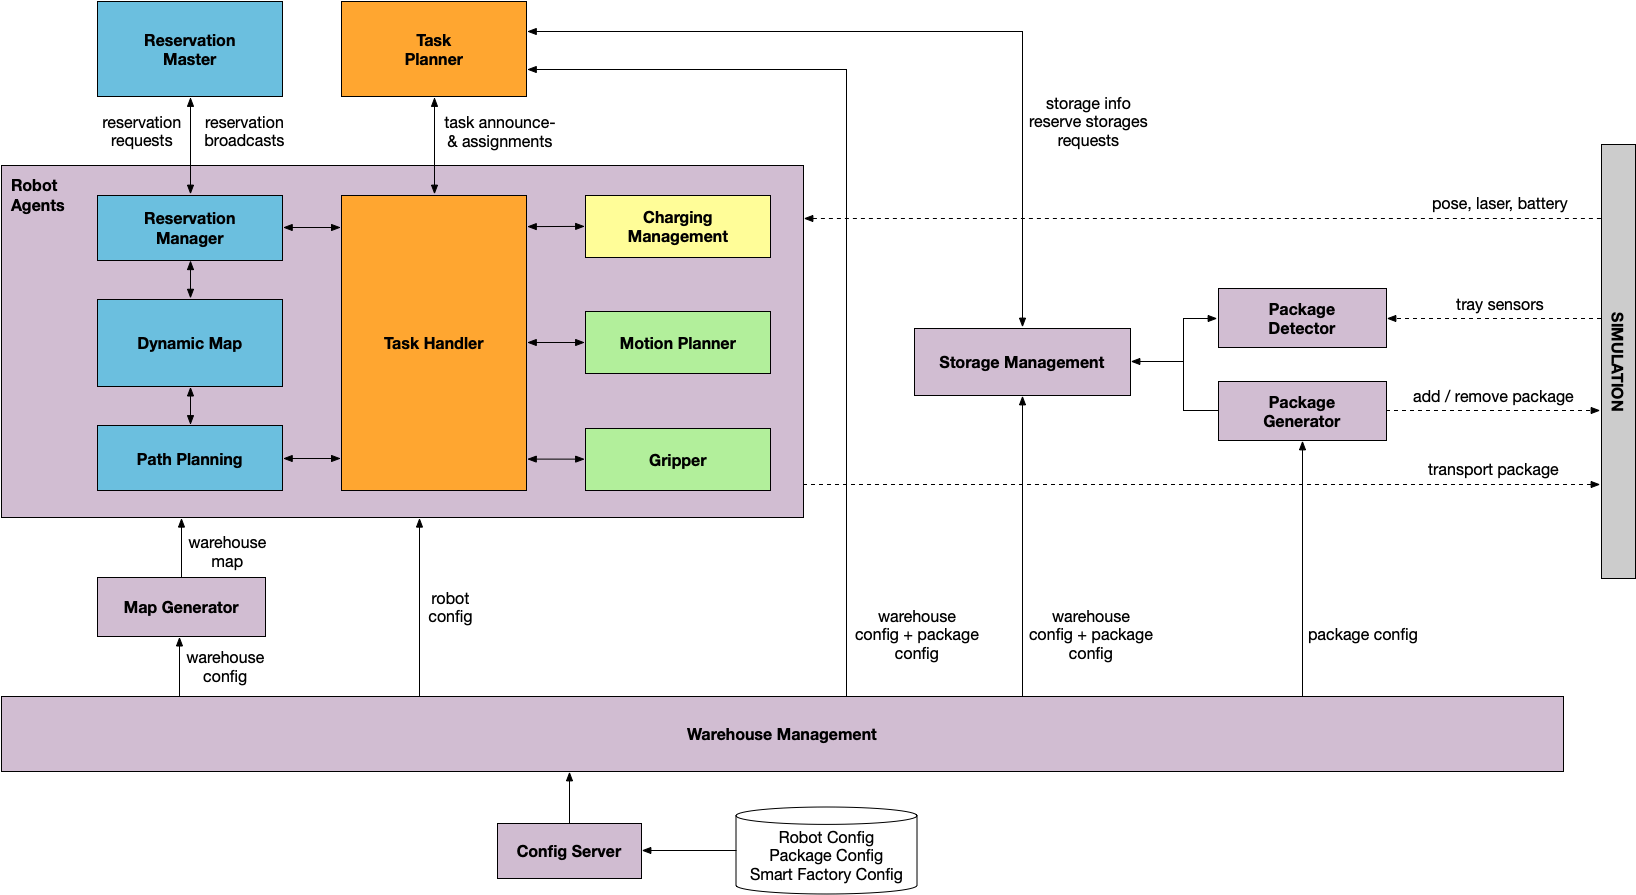 Reservation
Master
Task
Planner
reservation
requests
reservation
broadcasts
task announce-
& assignments
storage info
reserve storages
requests
Robot
Agents
Reservation
Manager
Charging
Management
Dynamic Map
Task Handler
Motion Planner
Path Planning
Gripper
pose, laser, battery
Package
Detector
tray sensors
Storage Management
Package
Generator
add / remove package
transport package
SIMULATION
warehouse
map
Map Generator
warehouse
config
robot
config
warehouse
config + package
config
warehouse
config + package
config
package config
Warehouse Management
Config Server
Robot Config
Package Config
Smart Factory Config